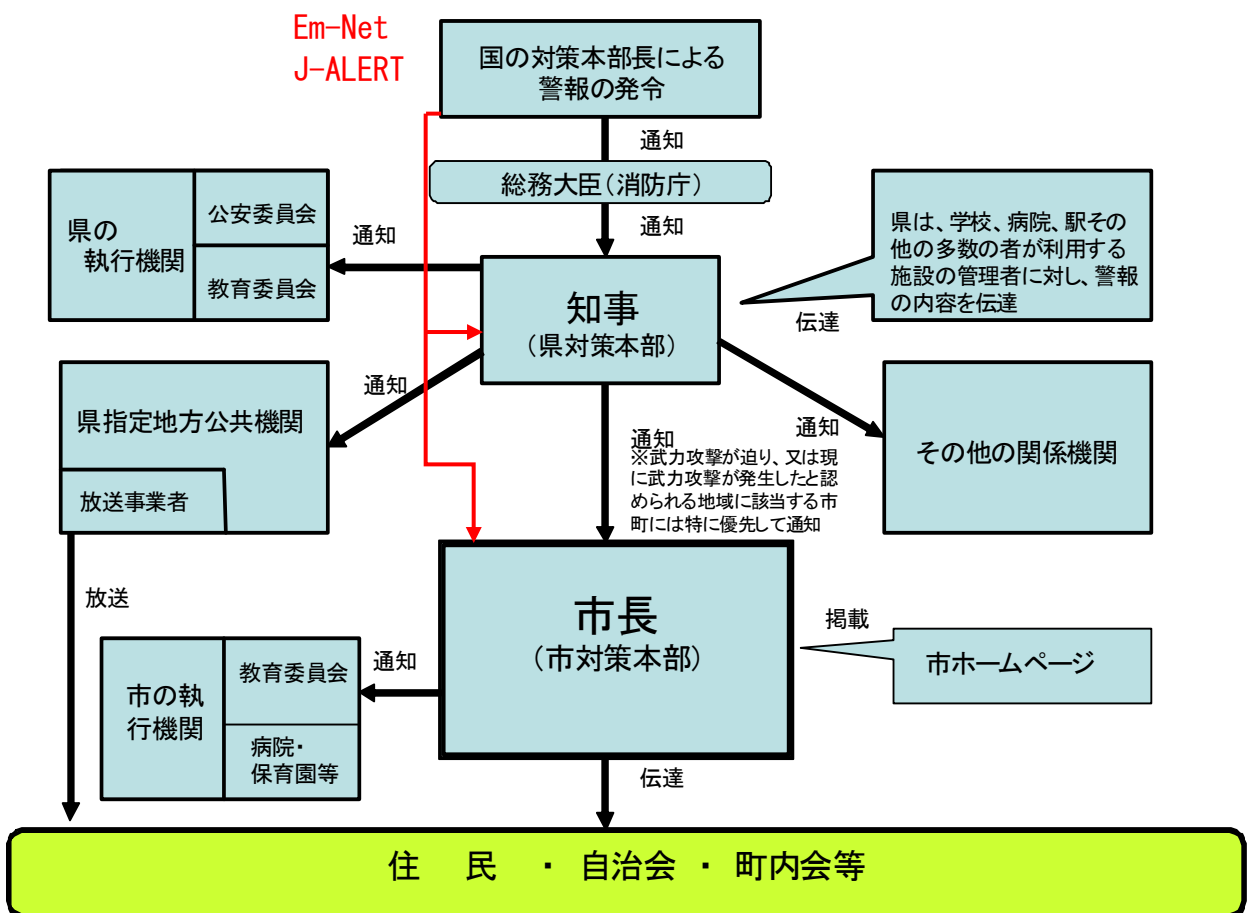 Em-Net
J-ALERT
国の対策本部長による
警報の発令
通知
総務大臣(消防庁)
通知
県の
執行機関
公安委員会
教育委員会
通知
知事
(県対策本部)
県は、学校、病院、駅その
他の多数の者が利用する
施設の管理者に対し、警報
の内容を伝達
伝達
県指定地方公共機関
放送事業者
通知
通知
※武力攻撃が迫り、又は現
に武力攻撃が発生したと認
められる地域に該当する市
町には特に優先して通知
通知
その他の関係機関
放送
市長
(市対策本部)
掲載
市ホームページ
市の執
行機関
教育委員会
病院・
保育園等
通知
伝達
住 民 ・ 自治会 ・ 町内会等